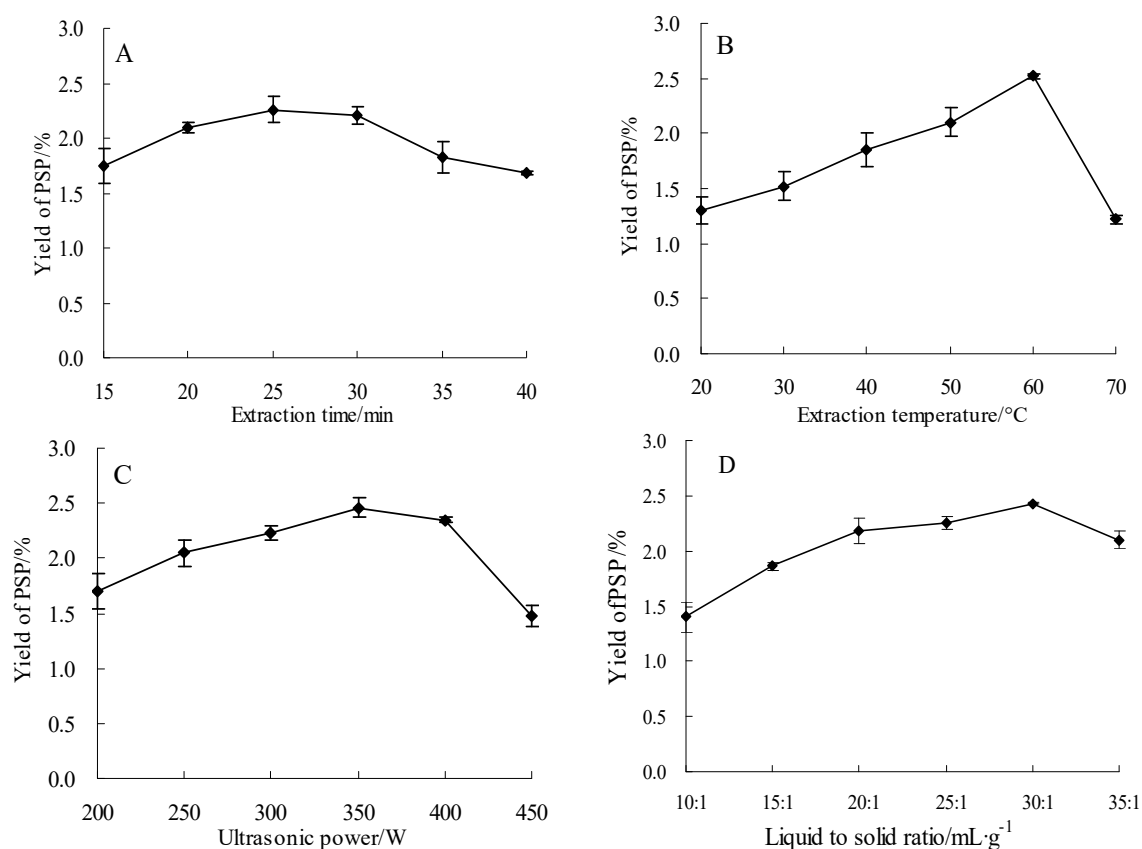 A
3.0
2.5
2.0
1.5
1.0
0.5
0.0
Yield of PSP/%
15 20 25 30 35 40
Extraction time/min
B
3.0
2.5
2.0
1.5
1.0
0.5
0.0
Yield of PSP/%
20 30 40 50 60 70
Extraction temperature/°C
C
3.0
2.5
2.0
1.5
1.0
0.5
0.0
Yield of PSP/%
200 250 300 350 400 450
Ultrasonic power/W
D
3.0
2.5
2.0
1.5
1.0
0.5
0.0
Yield of PSP/%
10:1 15:1 20:1 25:1 30:1 35:1
Liquid to solid ratio/mL·g⁻¹